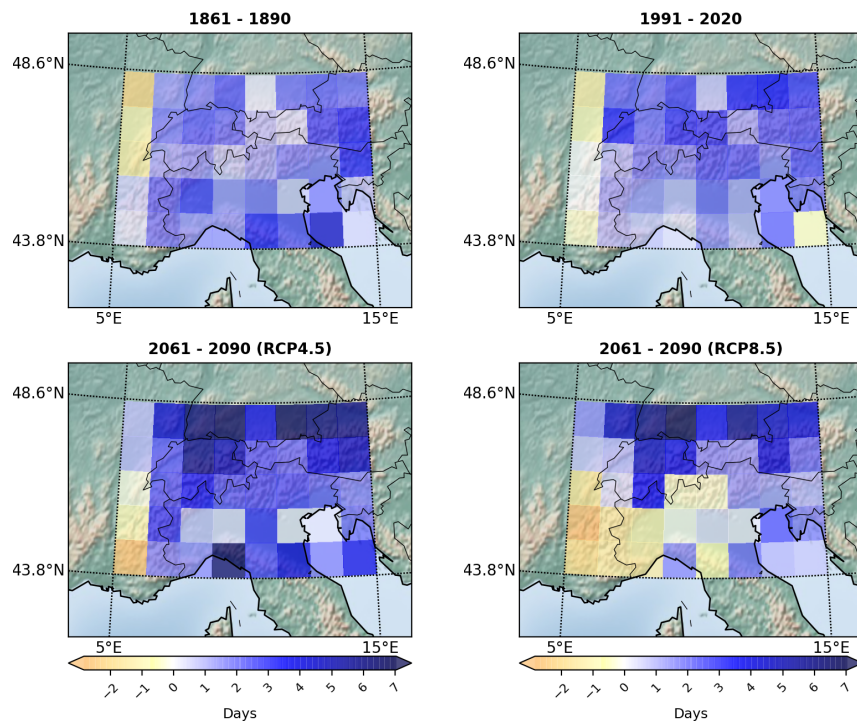 1861 - 1890
1991 - 2020
48.6°N
48.6°N
43.8°N
43.8°N
5°E
15°E
5°E
15°E
2061 - 2090 (RCP4.5)
2061 - 2090 (RCP8.5)
48.6°N
48.6°N
43.8°N
43.8°N
5°E
15°E
5°E
15°E
−2 −1 0 1 2 3 4 5 6 7
−2 −1 0 1 2 3 4 5 6 7
Days
Days